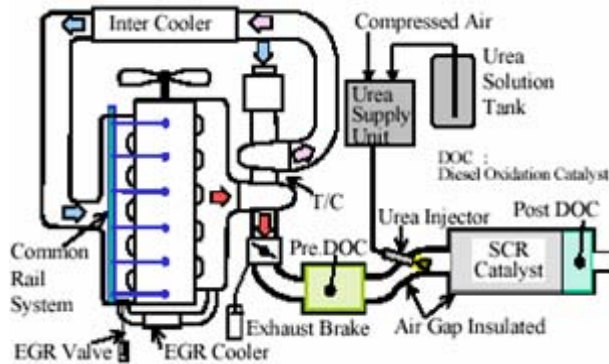 Inter Cooler
Compressed Air
Urea
Solution
Tank
Urea
Supply
Unit
DOC :
Diesel Oxidation Catalyst
T/C
Urea Injector
Post DOC
Common
Rail
System
Pre.DOC
SCR
Catalyst
Exhaust Brake
Air Gap Insulated
EGR Valve
EGR Cooler